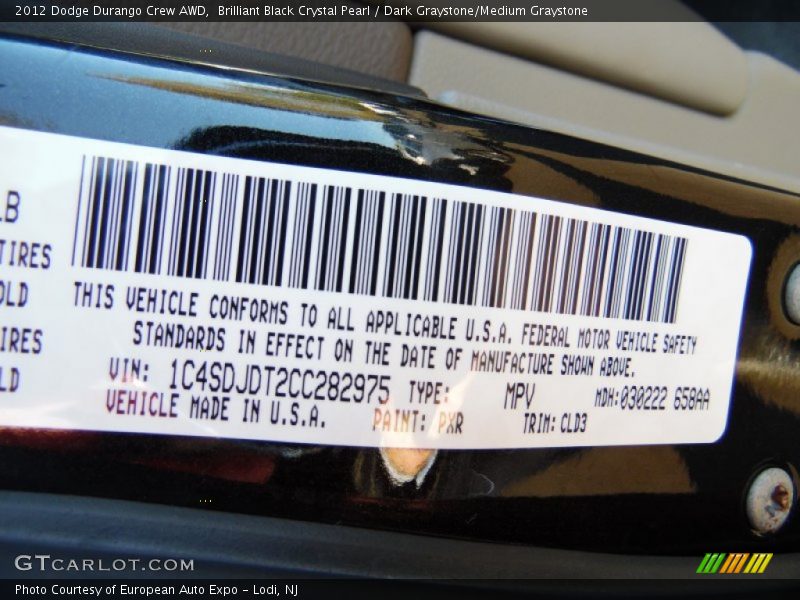 2012 Dodge Durango Crew AWD,  Brilliant Black Crystal Pearl / Dark Graystone/Medium Graystone
LB
TIRES
OLD
IRES
LD
THIS VEHICLE CONFORMS TO ALL APPLICABLE U.S.A. FEDERAL MOTOR VEHICLE SAFETY
STANDARDS IN EFFECT ON THE DATE OF MANUFACTURE SHOWN ABOVE.
VIN: 1C4SDJDT2CC282975 TYPE: MPV MDH:030222 658AA
VEHICLE MADE IN U.S.A. PAINT: PXR TRIM: CLD3
GTCARLOT.COM
Photo Courtesy of European Auto Expo - Lodi, NJ